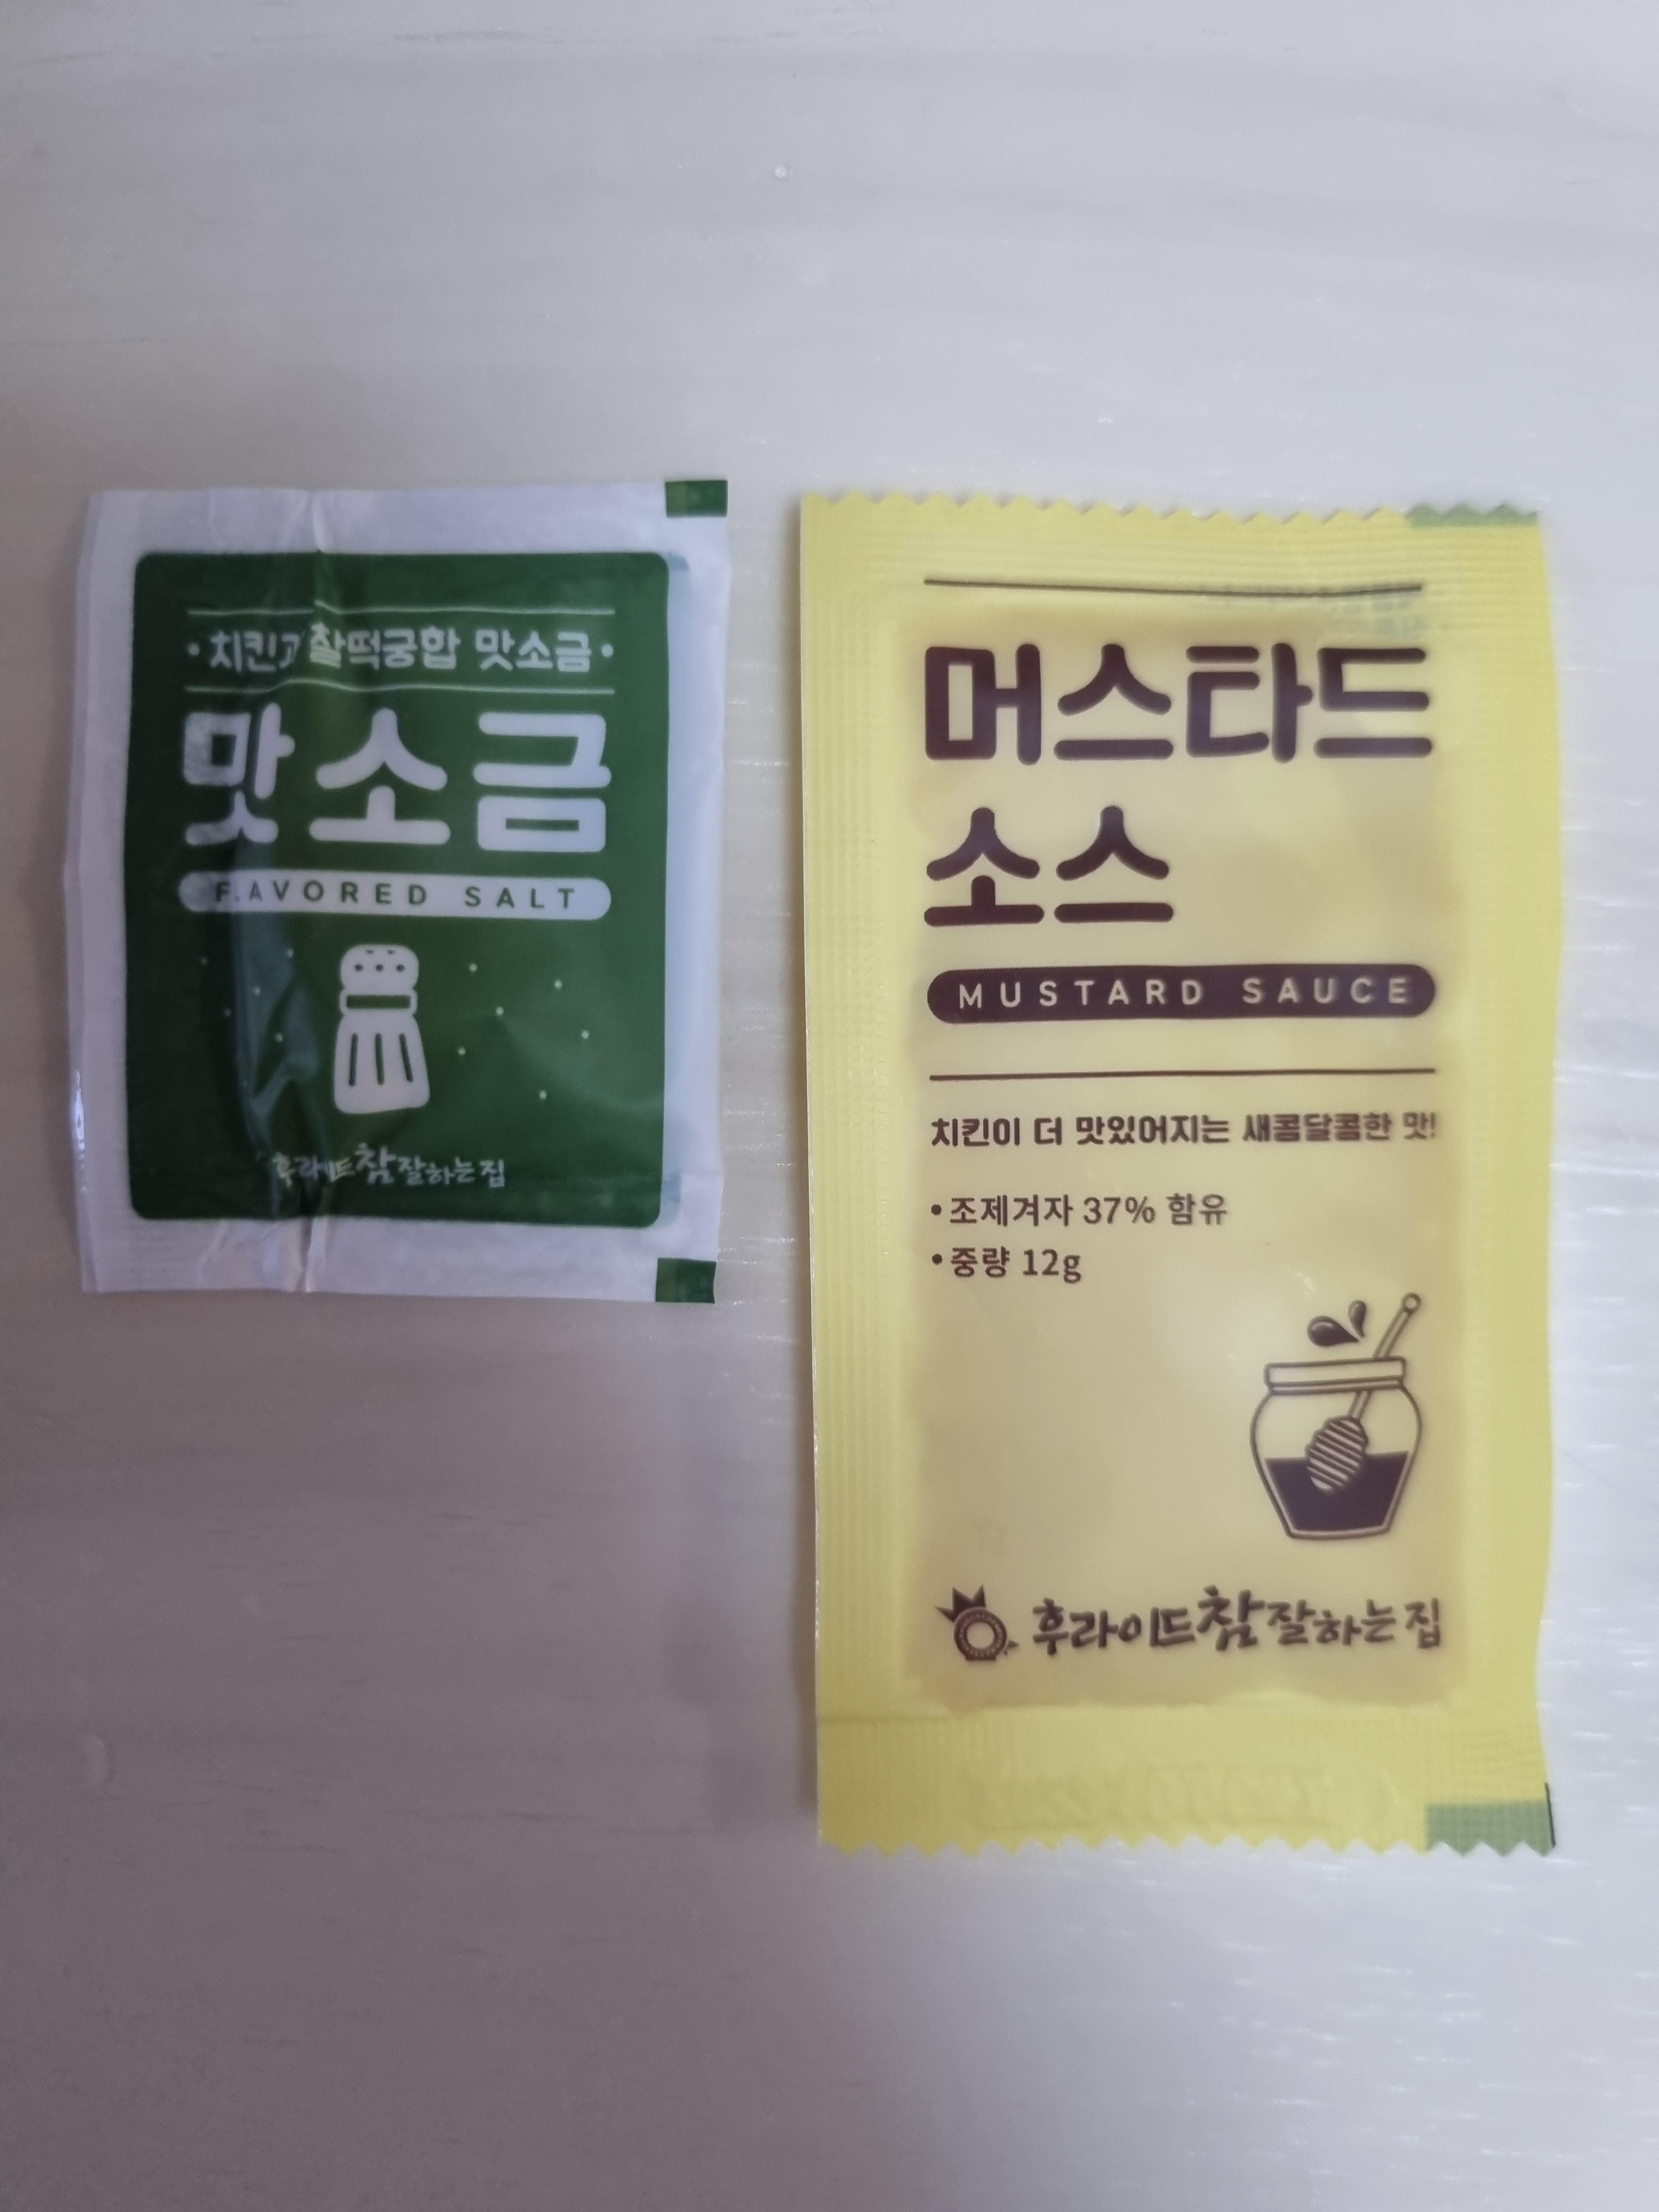 ·치킨과 찰떡궁합 맛소금·
맛소금
FLAVORED SALT
후라이드참잘하는집
머스타드
소스
MUSTARD SAUCE
치킨이 더 맛있어지는 새콤달콤한 맛!
•조제겨자 37% 함유
•중량 12g
후라이드참잘하는집